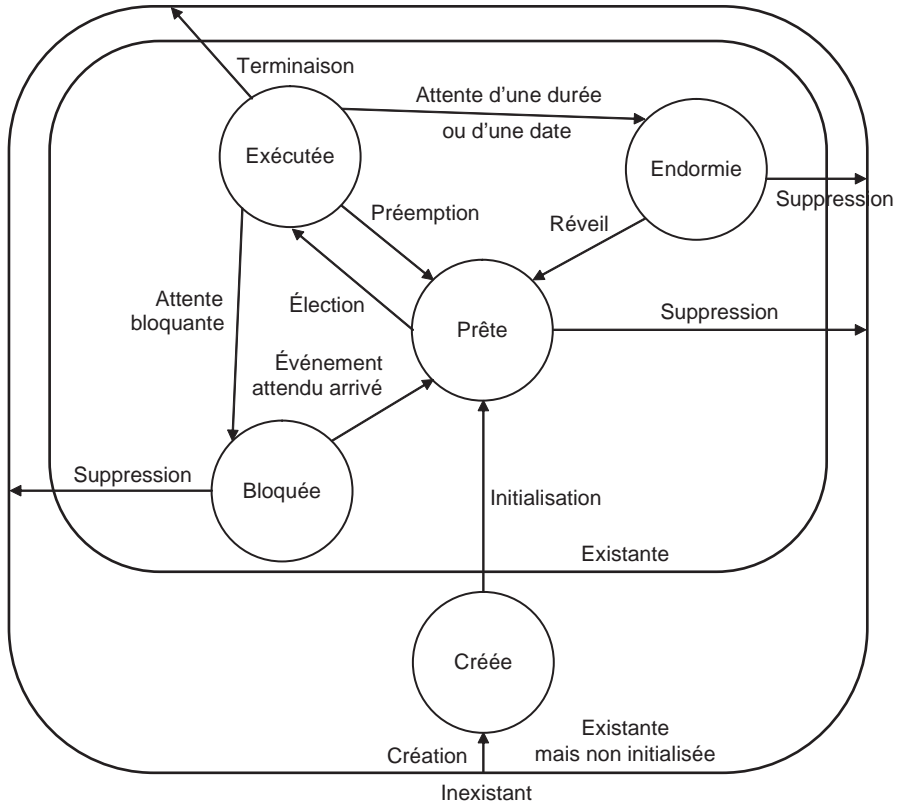 Terminaison
Attente d'une durée
ou d'une date
Exécutée
Endormie
Suppression
Préemption
Réveil
Attente
bloquante
Élection
Prête
Suppression
Événement
attendu arrivé
Suppression
Bloquée
Initialisation
Existante
Créée
Existante
mais non initialisée
Création
Inexistant